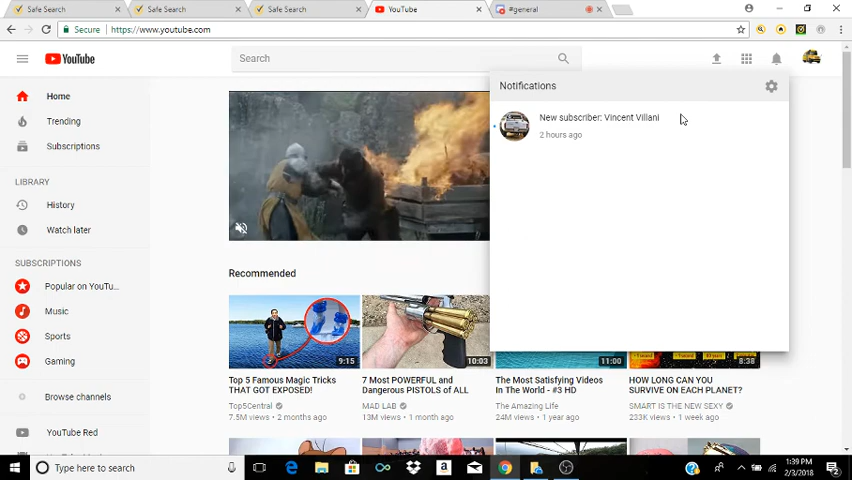 Safe Search
Safe Search
Safe Search
YouTube
#general
Secure
https://www.youtube.com
YouTube
Search
Notifications
New subscriber: Vincent Villani
2 hours ago
Home
Trending
Subscriptions
LIBRARY
History
Watch later
SUBSCRIPTIONS
Popular on YouTu...
Music
Sports
Gaming
Browse channels
YouTube Red
Recommended
9:15
10:03
11:00
8:38
Top 5 Famous Magic Tricks
THAT GOT EXPOSED!
Top5Central
7.5M views • 2 months ago
7 Most POWERFUL and
Dangerous PISTOLS of ALL
MAD LAB
13M views • 1 month ago
The Most Satisfying Videos
In The World - #3 HD
The Amazing Life
24M views • 1 year ago
HOW LONG CAN YOU
SURVIVE ON EACH PLANET?
SMART IS THE NEW SEXY
233K views • 1 week ago
Type here to search
1:39 PM
2/3/2018
2